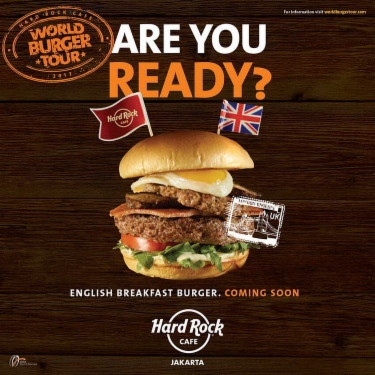 HARD ROCK CAFE
WORLD
BURGER
TOUR
2017
For information visit worldburgertour.com
ARE YOU
READY?
Hard Rock
CAFE
UK
ENGLISH BREAKFAST BURGER. COMING SOON
Hard Rock
CAFE
JAKARTA